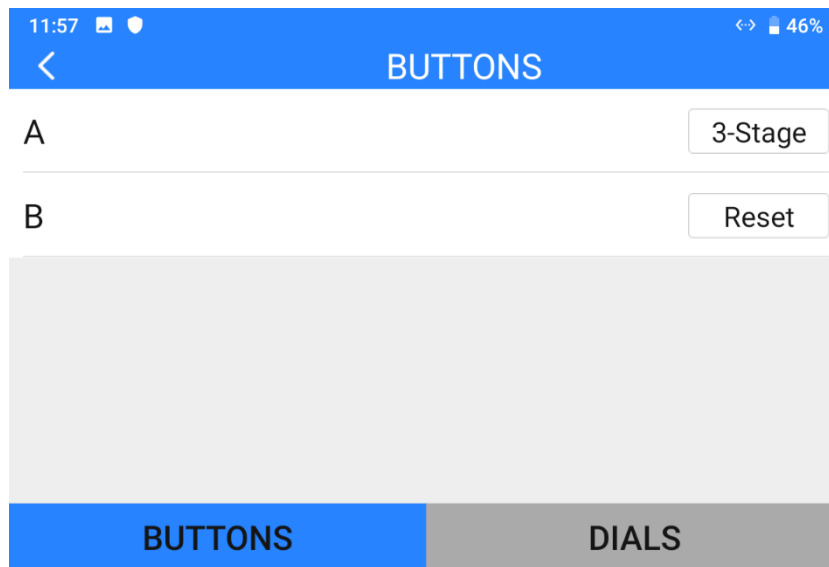 11:57 46%
BUTTONS
A 3-Stage
B Reset
BUTTONS DIALS